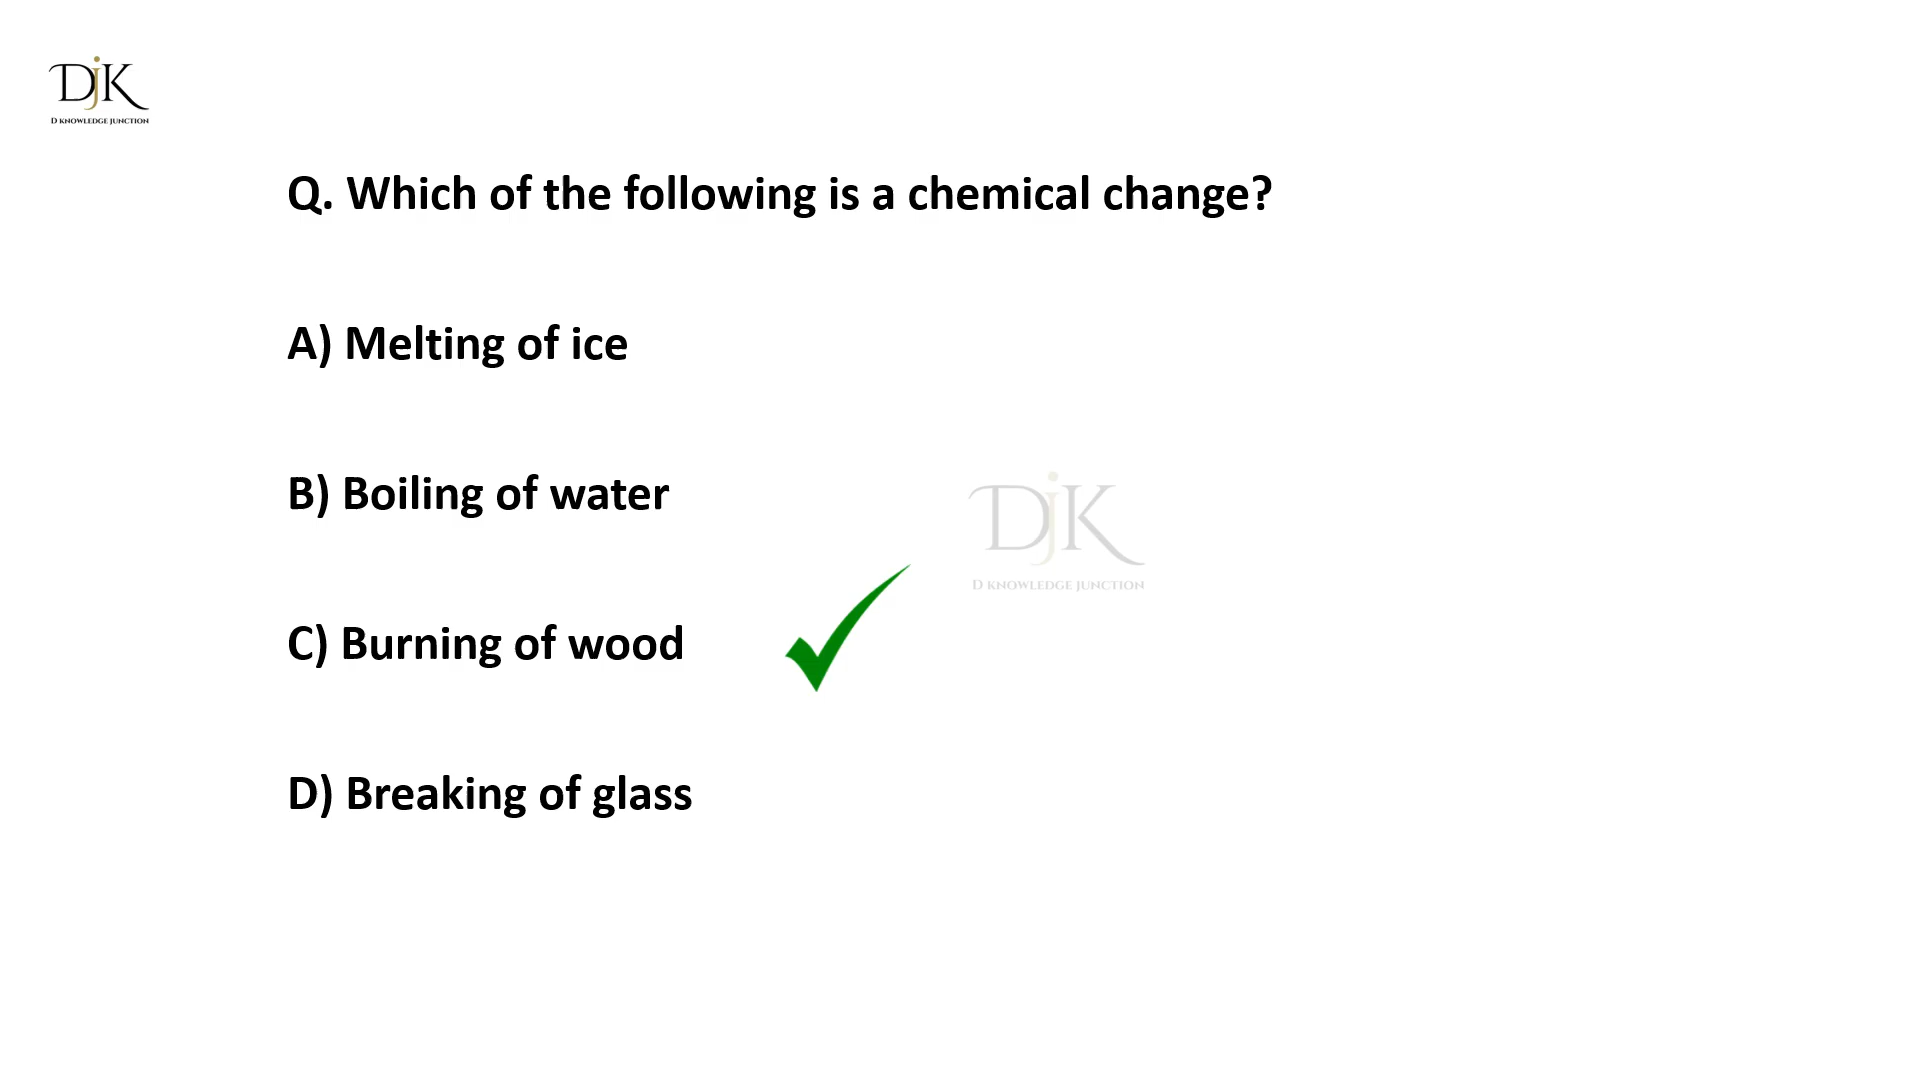 DjK
D KNOWLEDGE JUNCTION
Q. Which of the following is a chemical change?
A) Melting of ice
B) Boiling of water
DjK
D KNOWLEDGE JUNCTION
C) Burning of wood
D) Breaking of glass